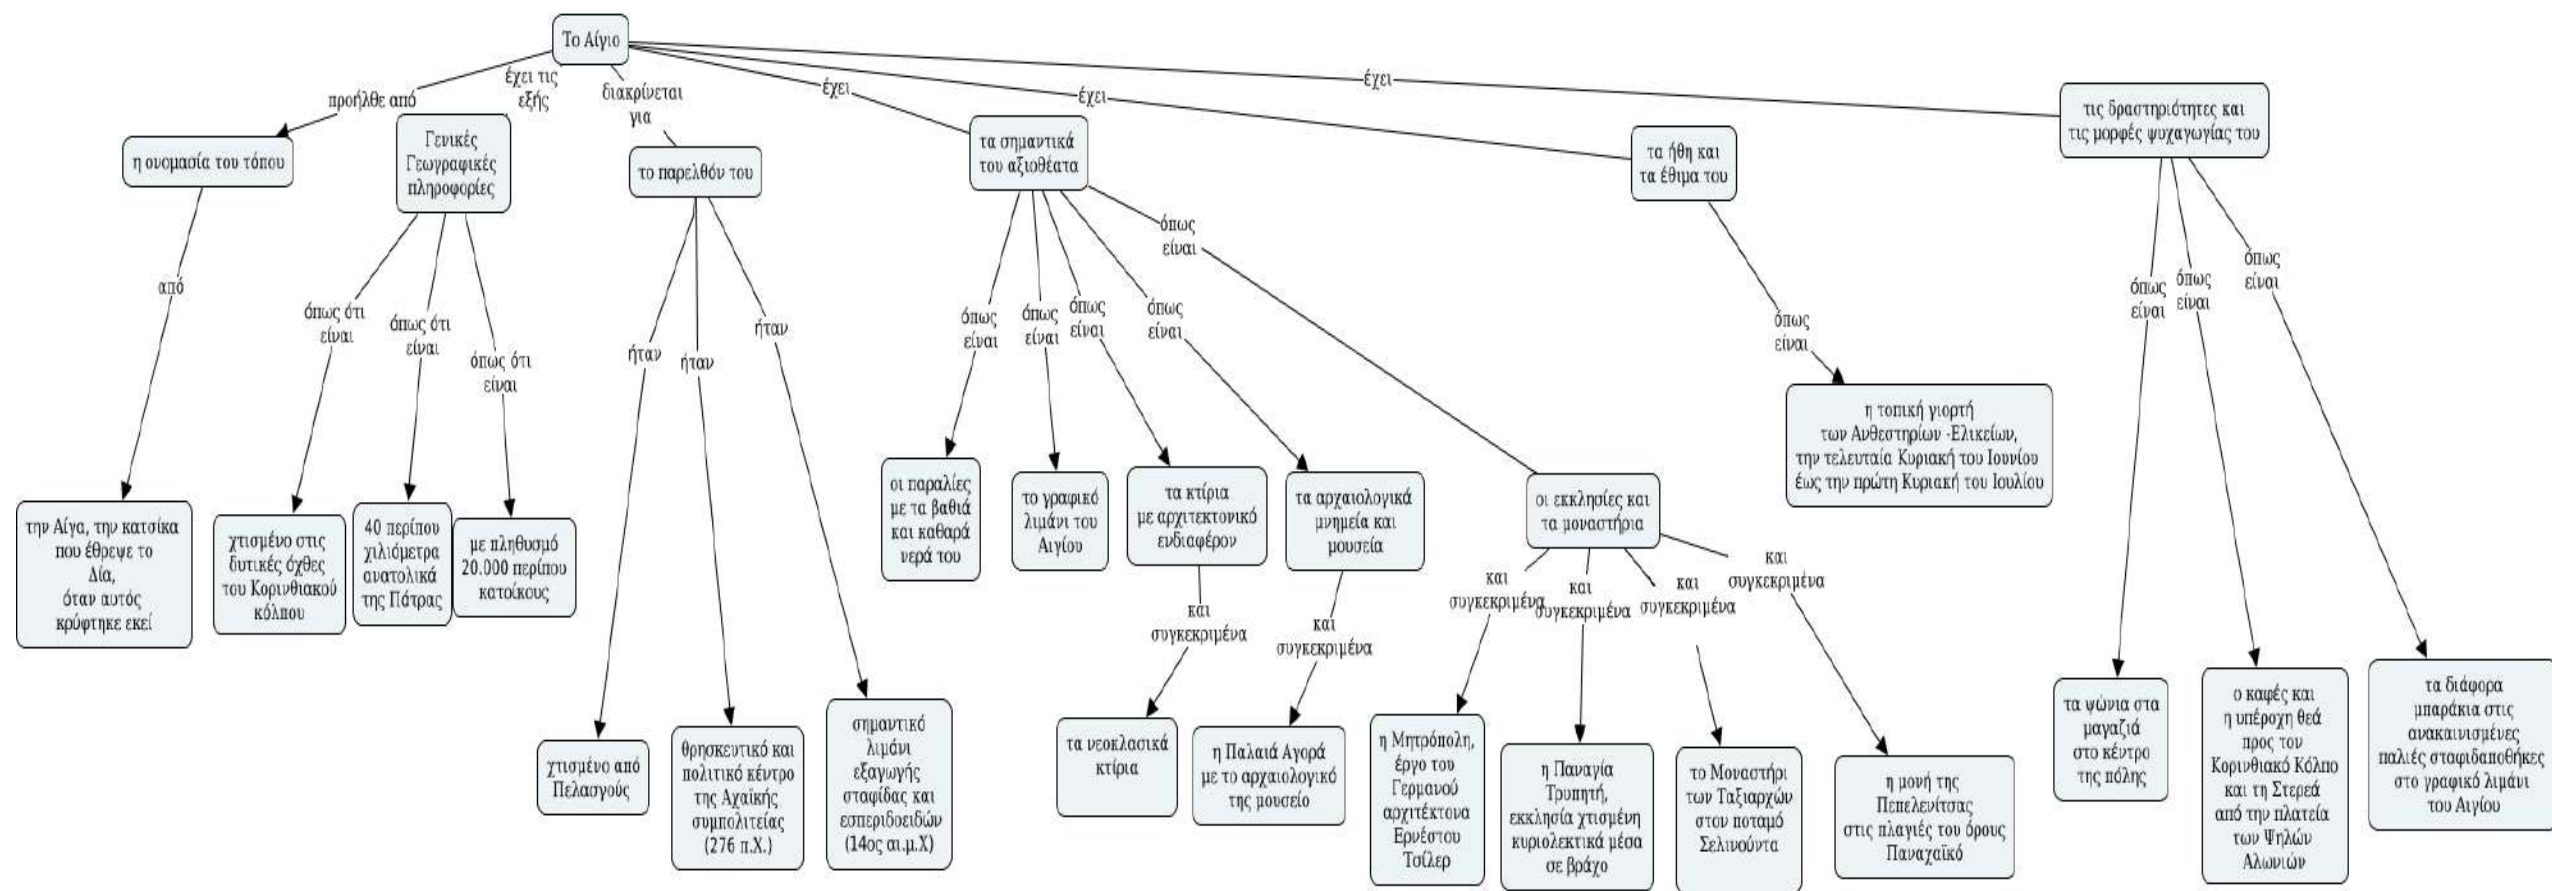 Το Αίγιο
προήλθε από
έχει τις
εξής
διακρίνεται
για
έχει
έχει
έχει
η ονομασία του τόπου
Γενικές
Γεωγραφικές
πληροφορίες
το παρελθόν του
τα σημαντικά
του αξιοθέατα
τα ήθη και
τα έθιμα του
τις δραστηριότητες και
τις μορφές ψυχαγωγίας του
από
όπως ότι
είναι
όπως ότι
είναι
όπως ότι
είναι
ήταν
ήταν
ήταν
όπως
είναι
όπως
είναι
όπως
είναι
όπως
είναι
όπως
είναι
όπως
είναι
όπως
είναι
όπως
είναι
όπως
είναι
την Αίγα, την κατσίκα
που έθρεψε το
Δία,
όταν αυτός
κρύφτηκε εκεί
χτισμένο στις
δυτικές όχθες
του Κορινθιακού
κόλπου
40 περίπου
χιλιόμετρα
ανατολικά
της Πάτρας
με πληθυσμό
20.000 περίπου
κατοίκους
χτισμένο από
Πελασγούς
θρησκευτικό και
πολιτικό κέντρο
της Αχαϊκής
συμπολιτείας
(276 π.Χ.)
σημαντικό
λιμάνι
εξαγωγής
σταφίδας και
εσπεριδοειδών
(14ος αι.μ.Χ)
οι παραλίες
με τα βαθιά
και καθαρά
νερά του
το γραφικό
λιμάνι του
Αιγίου
τα κτίρια
με αρχιτεκτονικό
ενδιαφέρον
τα αρχαιολογικά
μνημεία και
μουσεία
οι εκκλησίες και
τα μοναστήρια
και
συγκεκριμένα
και
συγκεκριμένα
και
συγκεκριμένα
και
συγκεκριμένα
και
συγκεκριμένα
και
συγκεκριμένα
τα νεοκλασικά
κτίρια
η Παλαιά Αγορά
με το αρχαιολογικό
της μουσείο
η Μητρόπολη,
έργο του
Γερμανού
αρχιτέκτονα
Ερνέστου
Τσίλερ
η Παναγία
Τρυπητή,
εκκλησία χτισμένη
κυριολεκτικά μέσα
σε βράχο
το Μοναστήρι
των Ταξιαρχών
στον ποταμό
Σελινούντα
η μονή της
Πεπελενίτσας
στις πλαγιές του όρους
Παναχαϊκό
η τοπική γιορτή
των Ανθεστηρίων -Ελικείων,
την τελευταία Κυριακή του Ιουνίου
έως την πρώτη Κυριακή του Ιουλίου
τα ψώνια στα
μαγαζιά
στο κέντρο
της πόλης
ο καφές και
η υπέροχη θεά
προς τον
Κορινθιακό Κόλπο
και τη Στερεά
από την πλατεία
των Ψηλών
Αλωνιών
τα διάφορα
μπαράκια στις
ανακαινισμένες
παλιές σταφιδαποθήκες
στο γραφικό λιμάνι
του Αιγίου